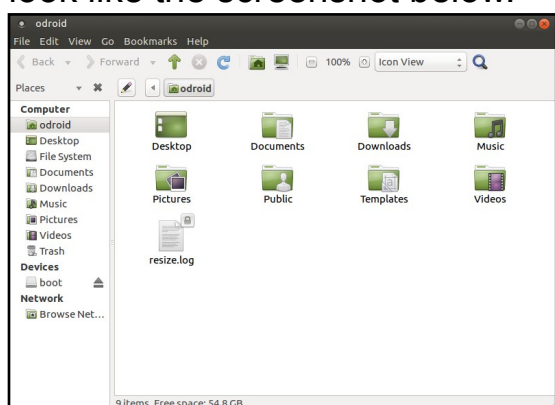 look like the screenshot below.
odroid
File Edit View Go Bookmarks Help
Back Forward 100% Icon View
Places odroid
Computer
odroid
Desktop
File System
Documents
Downloads
Music
Pictures
Videos
Trash
Devices
boot
Network
Browse Net...
Desktop Documents Downloads Music
Pictures Public Templates Videos
resize.log
9 items, Free space: 54.8 GB